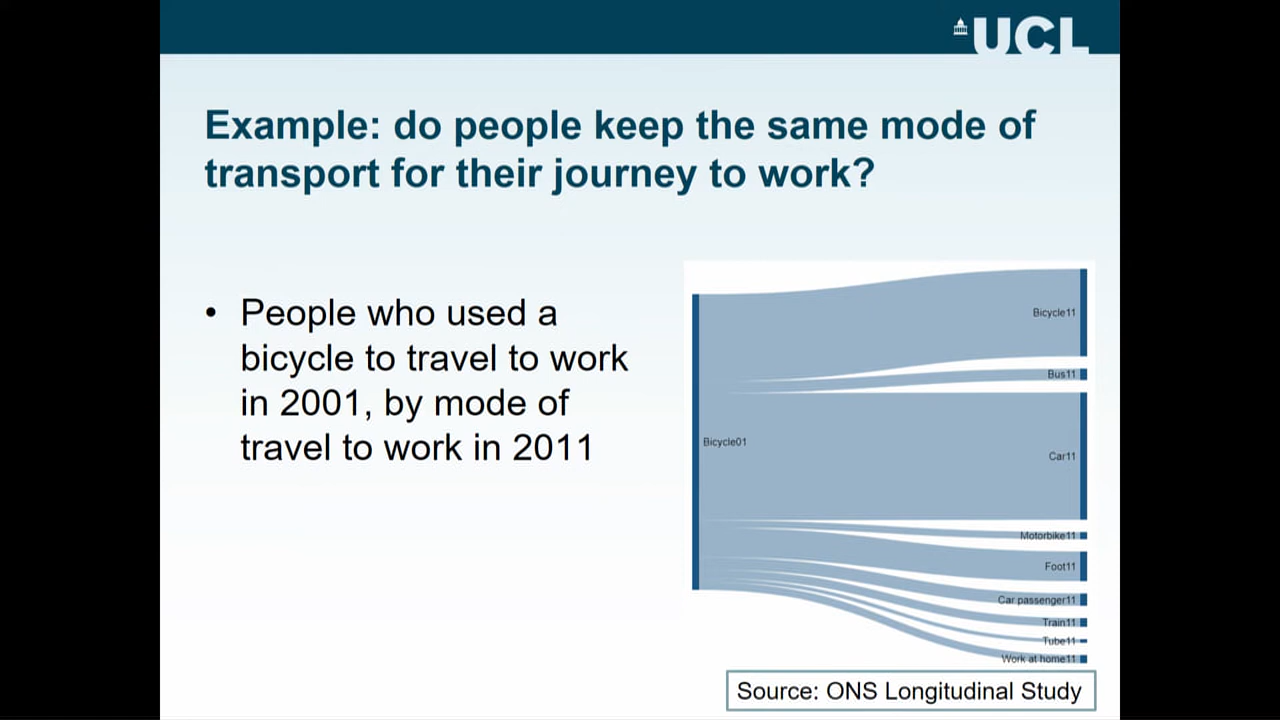 UCL
Example: do people keep the same mode of
transport for their journey to work?
• People who used a
bicycle to travel to work
in 2001, by mode of
travel to work in 2011
Bicycle01
Bicycle11
Bus11
Car11
Motorbike11
Foot11
Car passenger11
Train11
Tube11
Work at home11
Source: ONS Longitudinal Study